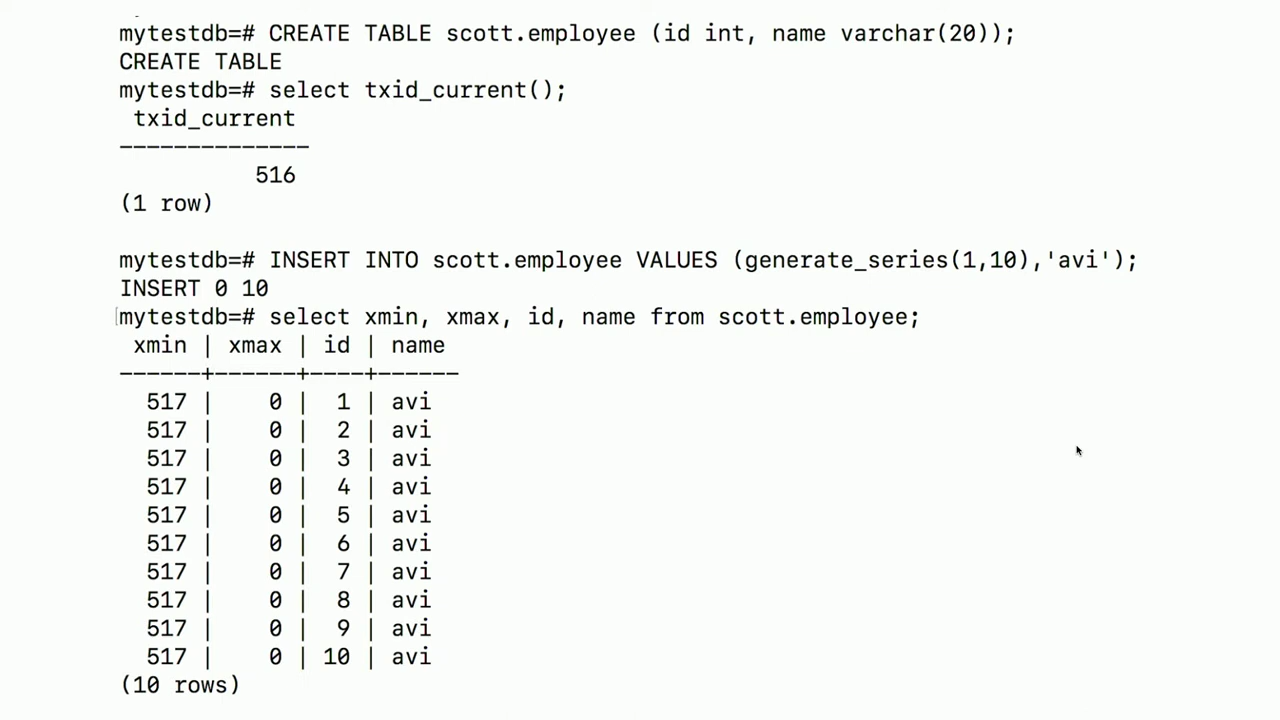 mytestdb=# CREATE TABLE scott.employee (id int, name varchar(20));
CREATE TABLE
mytestdb=# select txid_current();
 txid_current
--------------
          516
(1 row)

mytestdb=# INSERT INTO scott.employee VALUES (generate_series(1,10),'avi');
INSERT 0 10
mytestdb=# select xmin, xmax, id, name from scott.employee;
 xmin | xmax | id | name
------+------+----+------
  517 |    0 |  1 | avi
  517 |    0 |  2 | avi
  517 |    0 |  3 | avi
  517 |    0 |  4 | avi
  517 |    0 |  5 | avi
  517 |    0 |  6 | avi
  517 |    0 |  7 | avi
  517 |    0 |  8 | avi
  517 |    0 |  9 | avi
  517 |    0 | 10 | avi
(10 rows)